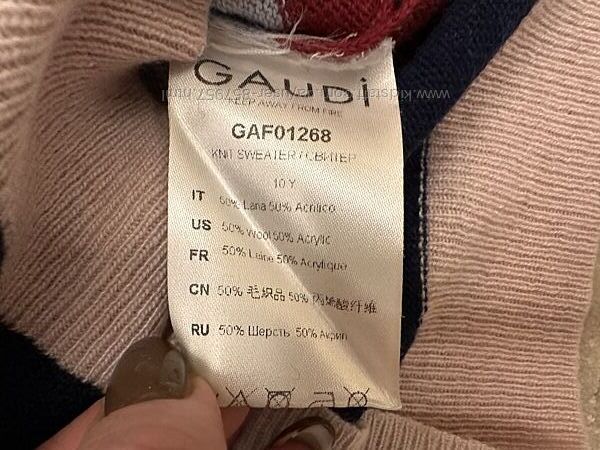 GAUDi
KEEP AWAY FROM FIRE
GAF01268
KNIT SWEATER / СВИТЕР
10 Y
IT 50% Lana 50% Acrilico
US 50% Wool 50% Acrylic
FR 50% Laine 50% Acrylique
CN 50% 毛织品 50% 丙烯酸纤维
RU 50% Шерсть 50% Акрил